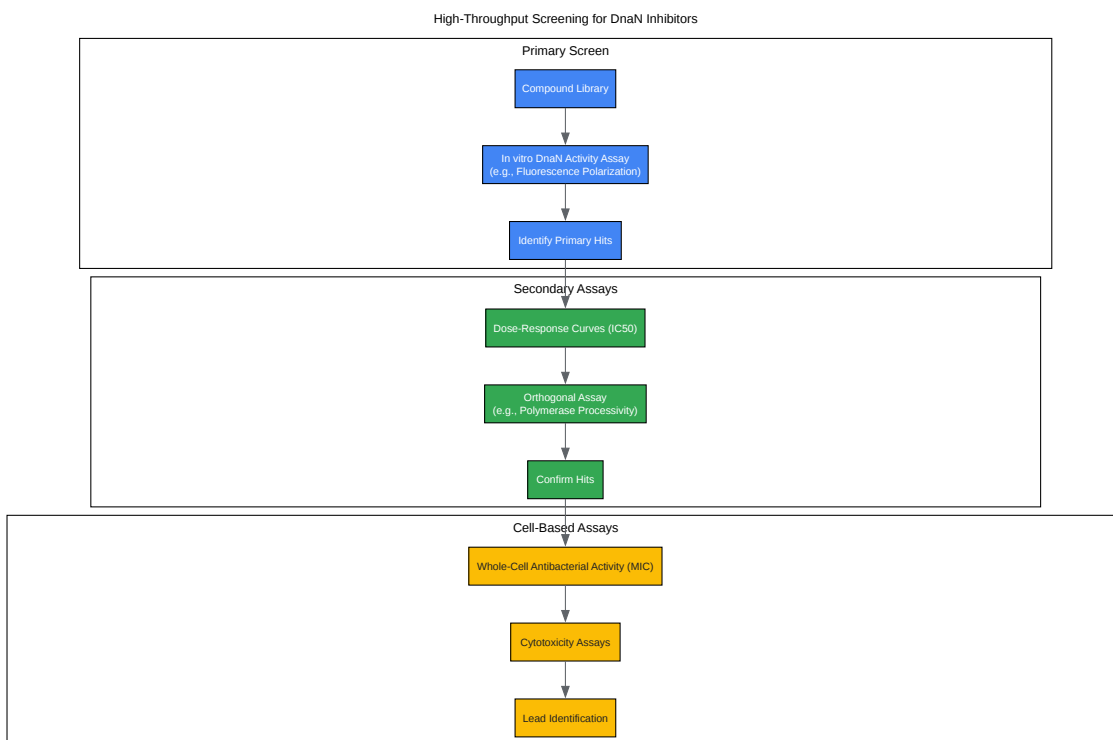 High-Throughput Screening for DnaN Inhibitors
Primary Screen
Compound Library
In vitro DnaN Activity Assay
(e.g., Fluorescence Polarization)
Identify Primary Hits
Secondary Assays
Dose-Response Curves (IC50)
Orthogonal Assay
(e.g., Polymerase Processivity)
Confirm Hits
Cell-Based Assays
Whole-Cell Antibacterial Activity (MIC)
Cytotoxicity Assays
Lead Identification